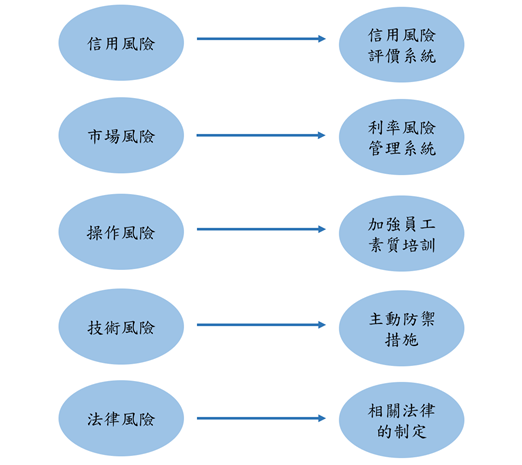 信用風險
信用風險
評價系統
市場風險
利率風險
管理系統
操作風險
加強員工
素質培訓
技術風險
主動防禦
措施
法律風險
相關法律
的制定